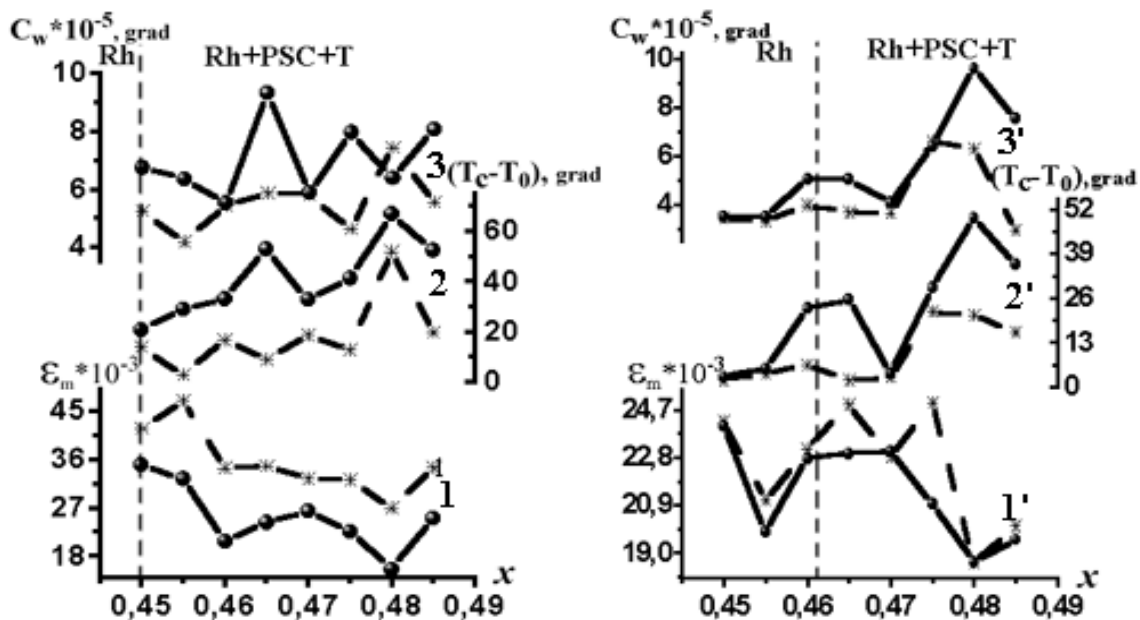 C_w*10^-5, grad
Rh
Rh+PSC+T
10
8
6
4
3
(T_C-T_0), grad
60
40
20
0
2
ε_m*10^-3
45
36
27
18
1
0,45 0,46 0,47 0,48 0,49
x
C_w*10^-5, grad
Rh
Rh+PSC+T
10
8
6
4
3'
(T_C-T_0), grad
52
39
26
13
0
2'
ε_m*10^-3
24,7
22,8
20,9
19,0
1'
0,45 0,46 0,47 0,48 0,49
x